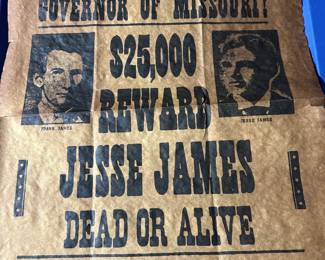 GOVERNOR OF MISSOURI!
$25,000
REWARD
FRANK JAMES
JESSE JAMES
JESSE JAMES
DEAD OR ALIVE